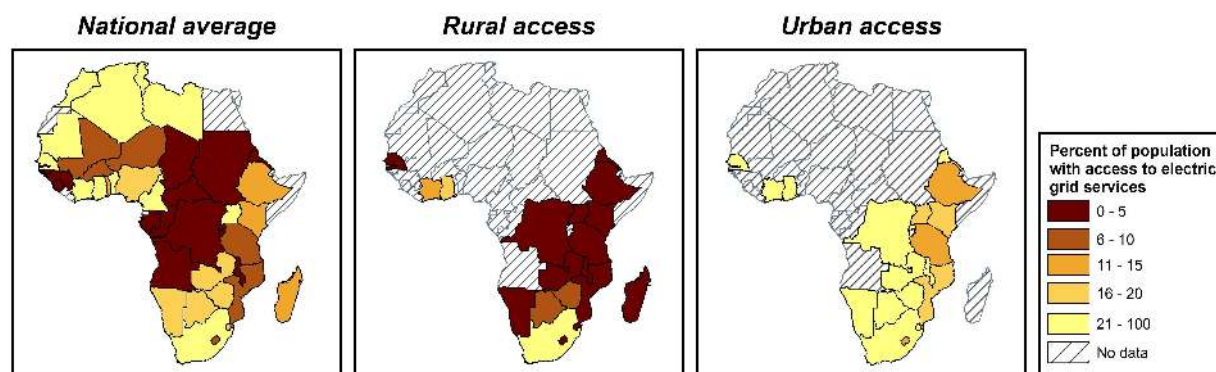 National average
Rural access
Urban access
Percent of population
with access to electric
grid services
0 - 5
6 - 10
11 - 15
16 - 20
21 - 100
No data